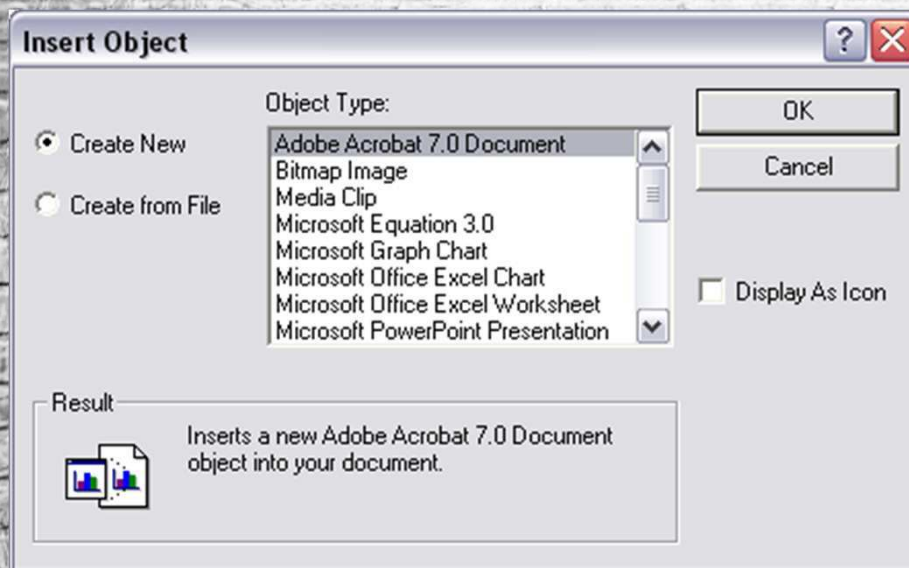 Insert Object
?
Create New
Create from File
Object Type:
Adobe Acrobat 7.0 Document
Bitmap Image
Media Clip
Microsoft Equation 3.0
Microsoft Graph Chart
Microsoft Office Excel Chart
Microsoft Office Excel Worksheet
Microsoft PowerPoint Presentation
OK
Cancel
Display As Icon
Result
Inserts a new Adobe Acrobat 7.0 Document
object into your document.